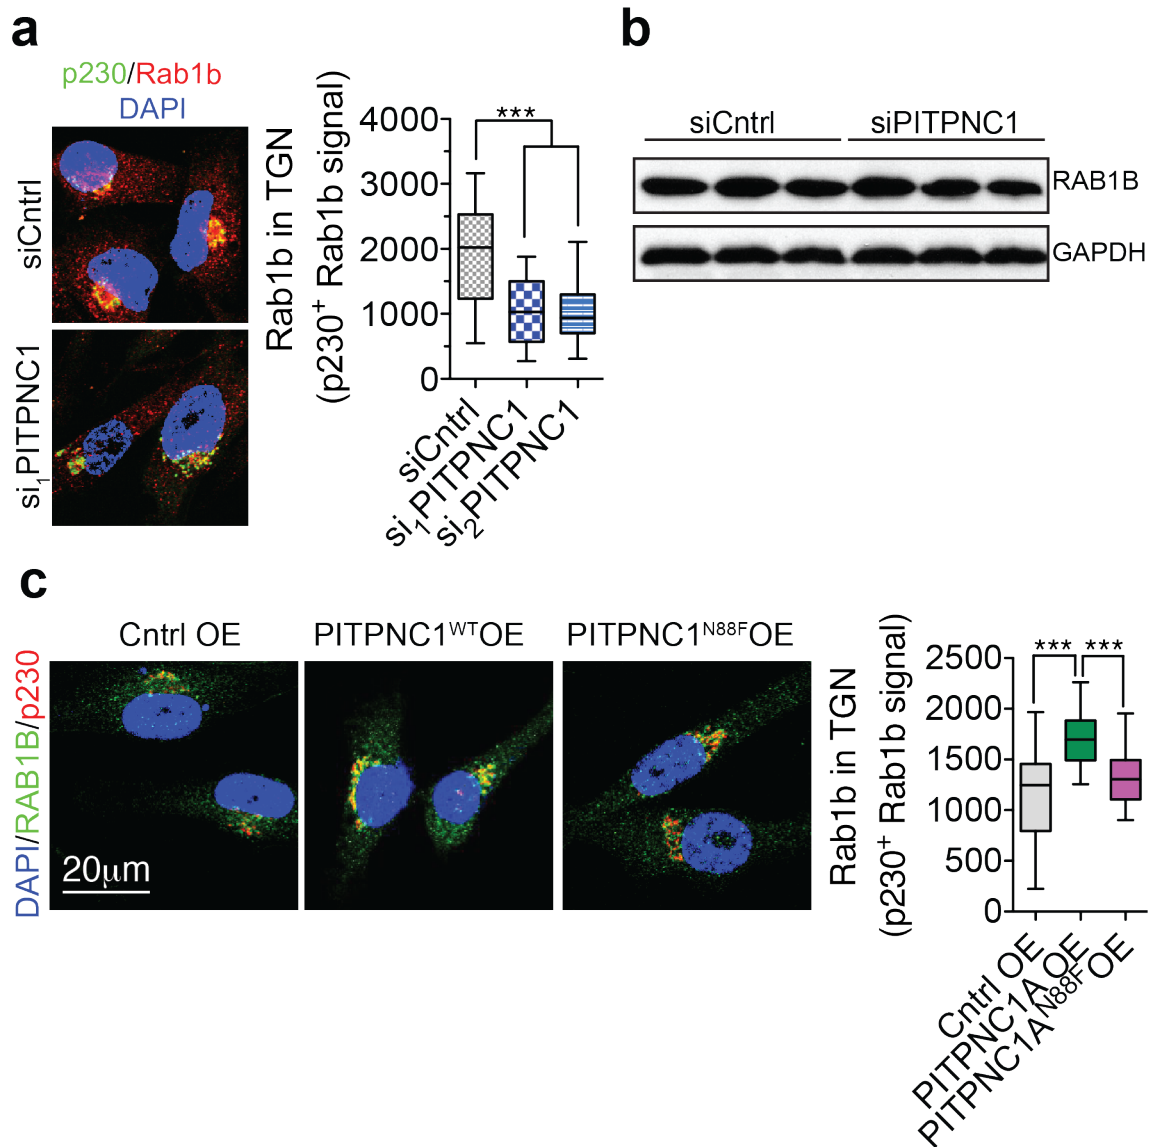 a
p230/Rab1b
DAPI
siCntrl
si1PITPNC1
Rab1b in TGN
(p230+ Rab1b signal)
4000
3000
2000
1000
0
***
siCntrl
si1PITPNC1
si2PITPNC1
b
siCntrl siPITPNC1
RAB1B
GAPDH
c
Cntrl OE PITPNC1WTOE PITPNC1N88FOE
DAPI/RAB1B/p230
20μm
Rab1b in TGN
(p230+ Rab1b signal)
2500
2000
1500
1000
500
0
*** ***
Cntrl OE
PITPNC1A OE
PITPNC1AN88FOE